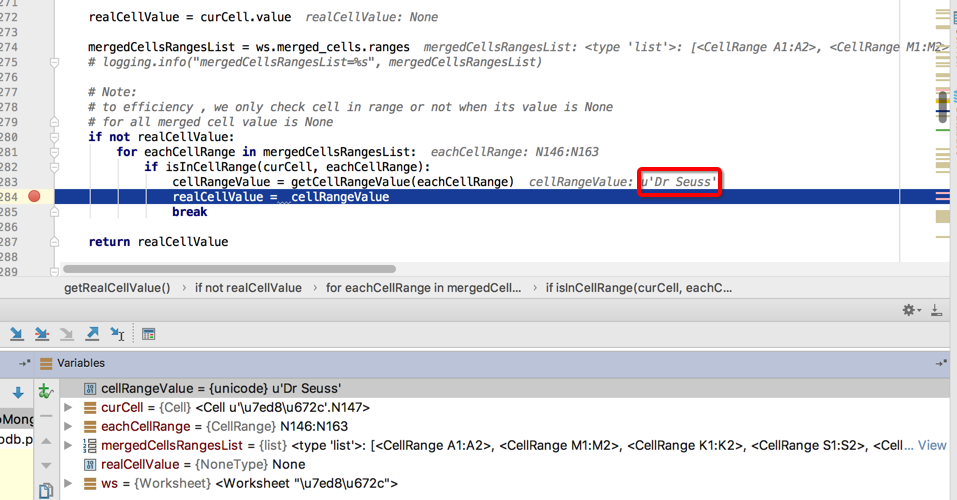 271
272 realCellValue = curCell.value realCellValue: None
273
274 mergedCellsRangesList = ws.merged_cells.ranges mergedCellsRangesList: <type 'list'>: [<CellRange A1:A2>, <CellRange M1:M2>
275 # logging.info("mergedCellsRangesList=%s", mergedCellsRangesList)
276
277 # Note:
278 # to efficiency , we only check cell in range or not when its value is None
279 # for all merged cell value is None
280 if not realCellValue:
281 for eachCellRange in mergedCellsRangesList: eachCellRange: N146:N163
282 if isInCellRange(curCell, eachCellRange):
283 cellRangeValue = getCellRangeValue(eachCellRange) cellRangeValue: u'Dr Seuss'
284 realCellValue = cellRangeValue
285 break
286
287 return realCellValue
288
289
getRealCellValue() › if not realCellValue › for eachCellRange in mergedCell... › if isInCellRange(curCell, eachC...
Variables
cellRangeValue = {unicode} u'Dr Seuss'
curCell = {Cell} <Cell u'\u7ed8\u672c'.N147>
eachCellRange = {CellRange} N146:N163
mergedCellsRangesList = {list} <type 'list'>: [<CellRange A1:A2>, <CellRange M1:M2>, <CellRange K1:K2>, <CellRange S1:S2>, <Cel... View
realCellValue = {NoneType} None
ws = {Worksheet} <Worksheet "\u7ed8\u672c">
oMong
odb.p